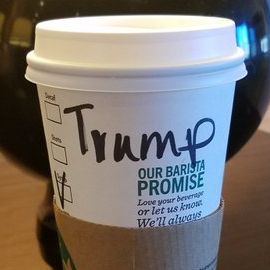 Decaf
Shots
Trump
OUR BARISTA
PROMISE
Love your beverage
or let us know.
We'll always